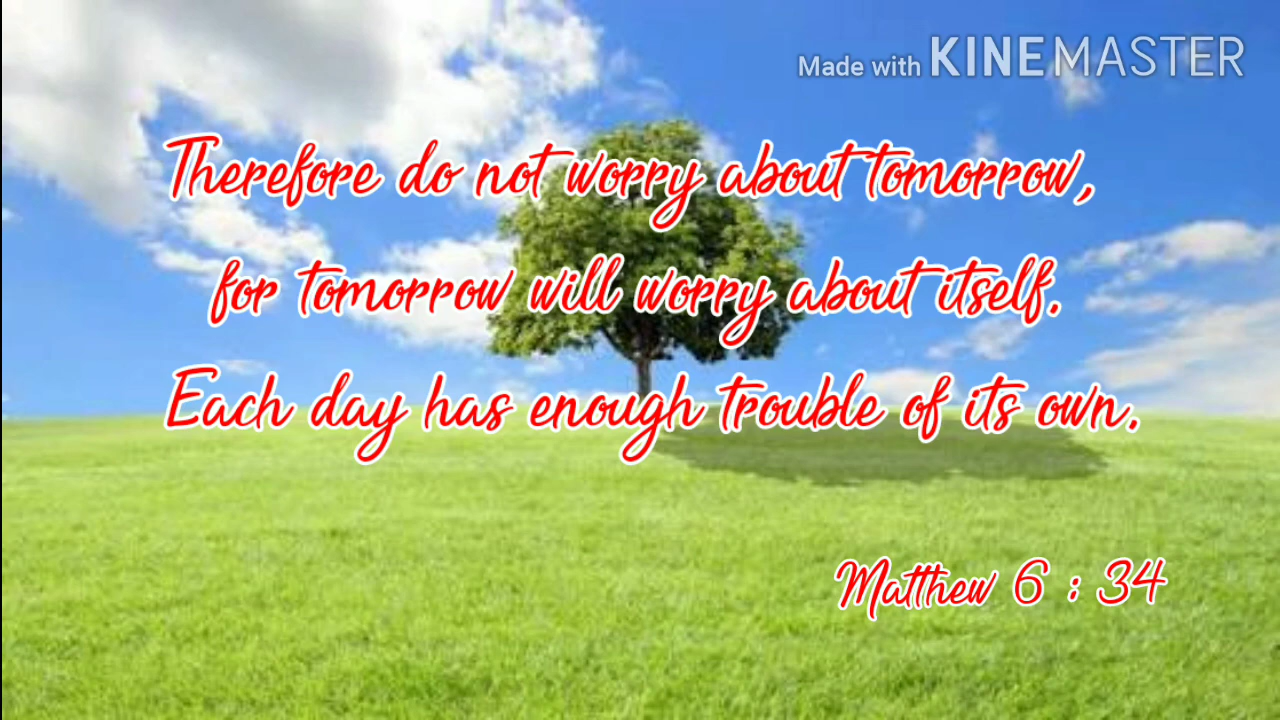 Made with KINEMASTER
Therefore do not worry about tomorrow,
for tomorrow will worry about itself.
Each day has enough trouble of its own.
Matthew 6 : 34